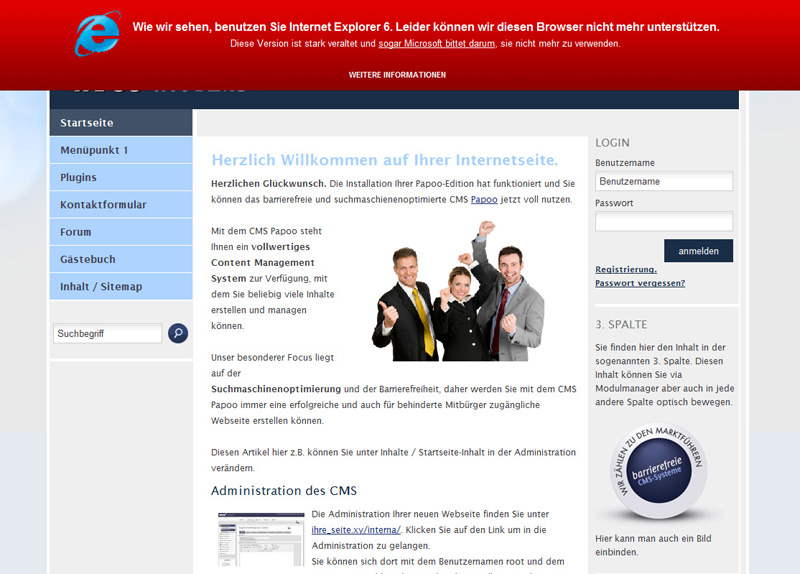 Wie wir sehen, benutzen Sie Internet Explorer 6. Leider können wir diesen Browser nicht mehr unterstützen.
Diese Version ist stark veraltet und sogar Microsoft bittet darum, sie nicht mehr zu verwenden.
WEITERE INFORMATIONEN
Startseite
Menüpunkt 1
Plugins
Kontaktformular
Forum
Gästebuch
Inhalt / Sitemap
Suchbegriff
Herzlich Willkommen auf Ihrer Internetseite.
Herzlichen Glückwunsch. Die Installation Ihrer Papoo-Edition hat funktioniert und Sie
können das barrierefreie und suchmaschienenoptimierte CMS Papoo jetzt voll nutzen.
Mit dem CMS Papoo steht
Ihnen ein vollwertiges
Content Management
System zur Verfügung, mit
dem Sie beliebig viele Inhalte
erstellen und managen
können.
Unser besonderer Focus liegt
auf der
Suchmaschinenoptimierung und der Barrierefreiheit, daher werden Sie mit dem CMS
Papoo immer eine erfolgreiche und auch für behinderte Mitbürger zugängliche
Webseite erstellen können.
Diesen Artikel hier z.B. können Sie unter Inhalte / Startseite-Inhalt in der Administration
verändern.
Administration des CMS
Die Administration Ihrer neuen Webseite finden Sie unter
ihre_seite.xv/interna/. Klicken Sie auf den Link um in die
Administration zu gelangen.
Sie können sich dort mit dem Benutzernamen root und dem
LOGIN
Benutzername
Benutzername
Passwort
anmelden
Registrierung.
Passwort vergessen?
3. SPALTE
Sie finden hier den Inhalt in der
sogenannten 3. Spalte. Diesen
Inhalt können Sie via
Modulmanager aber auch in jede
andere Spalte optisch bewegen.
WIR ZÄHLEN ZU DEN MARKTFÜHRERN
barrierefreie
CMS-Systeme
Hier kann man auch ein Bild
einbinden.